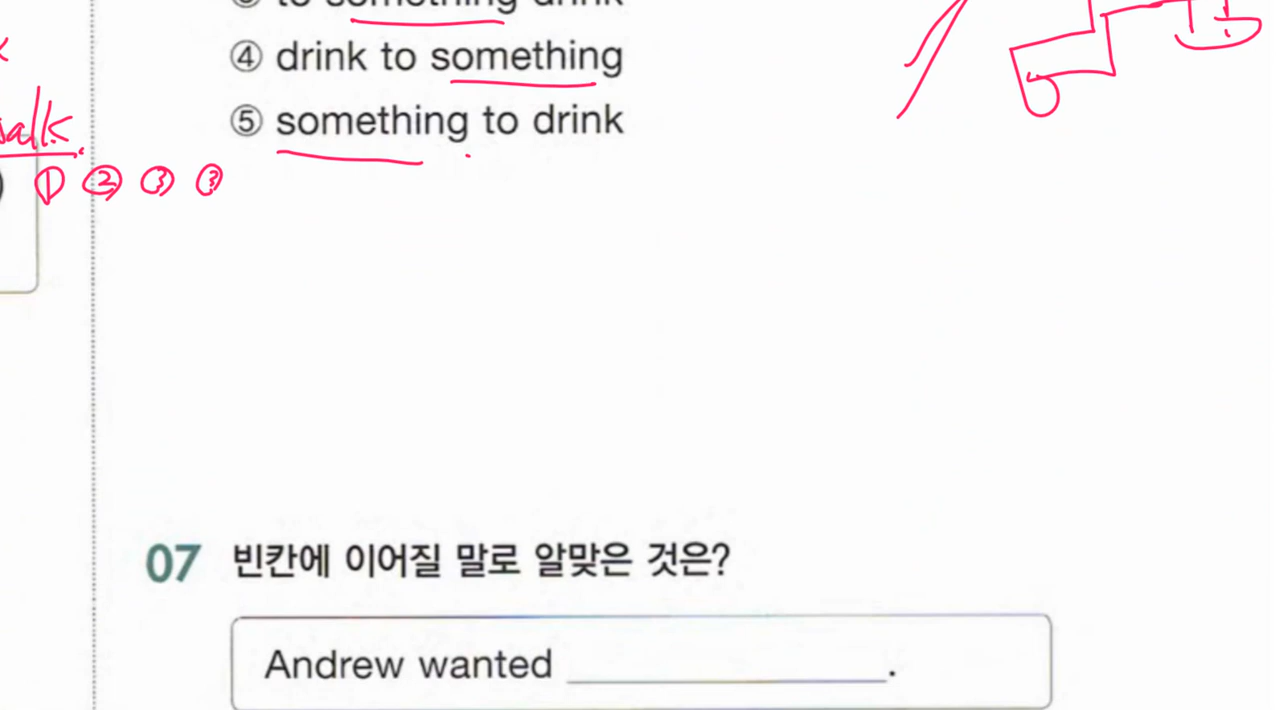 ④ drink to something
⑤ something to drink
① ② ③ ③
07 빈칸에 이어질 말로 알맞은 것은?
Andrew wanted ____________.